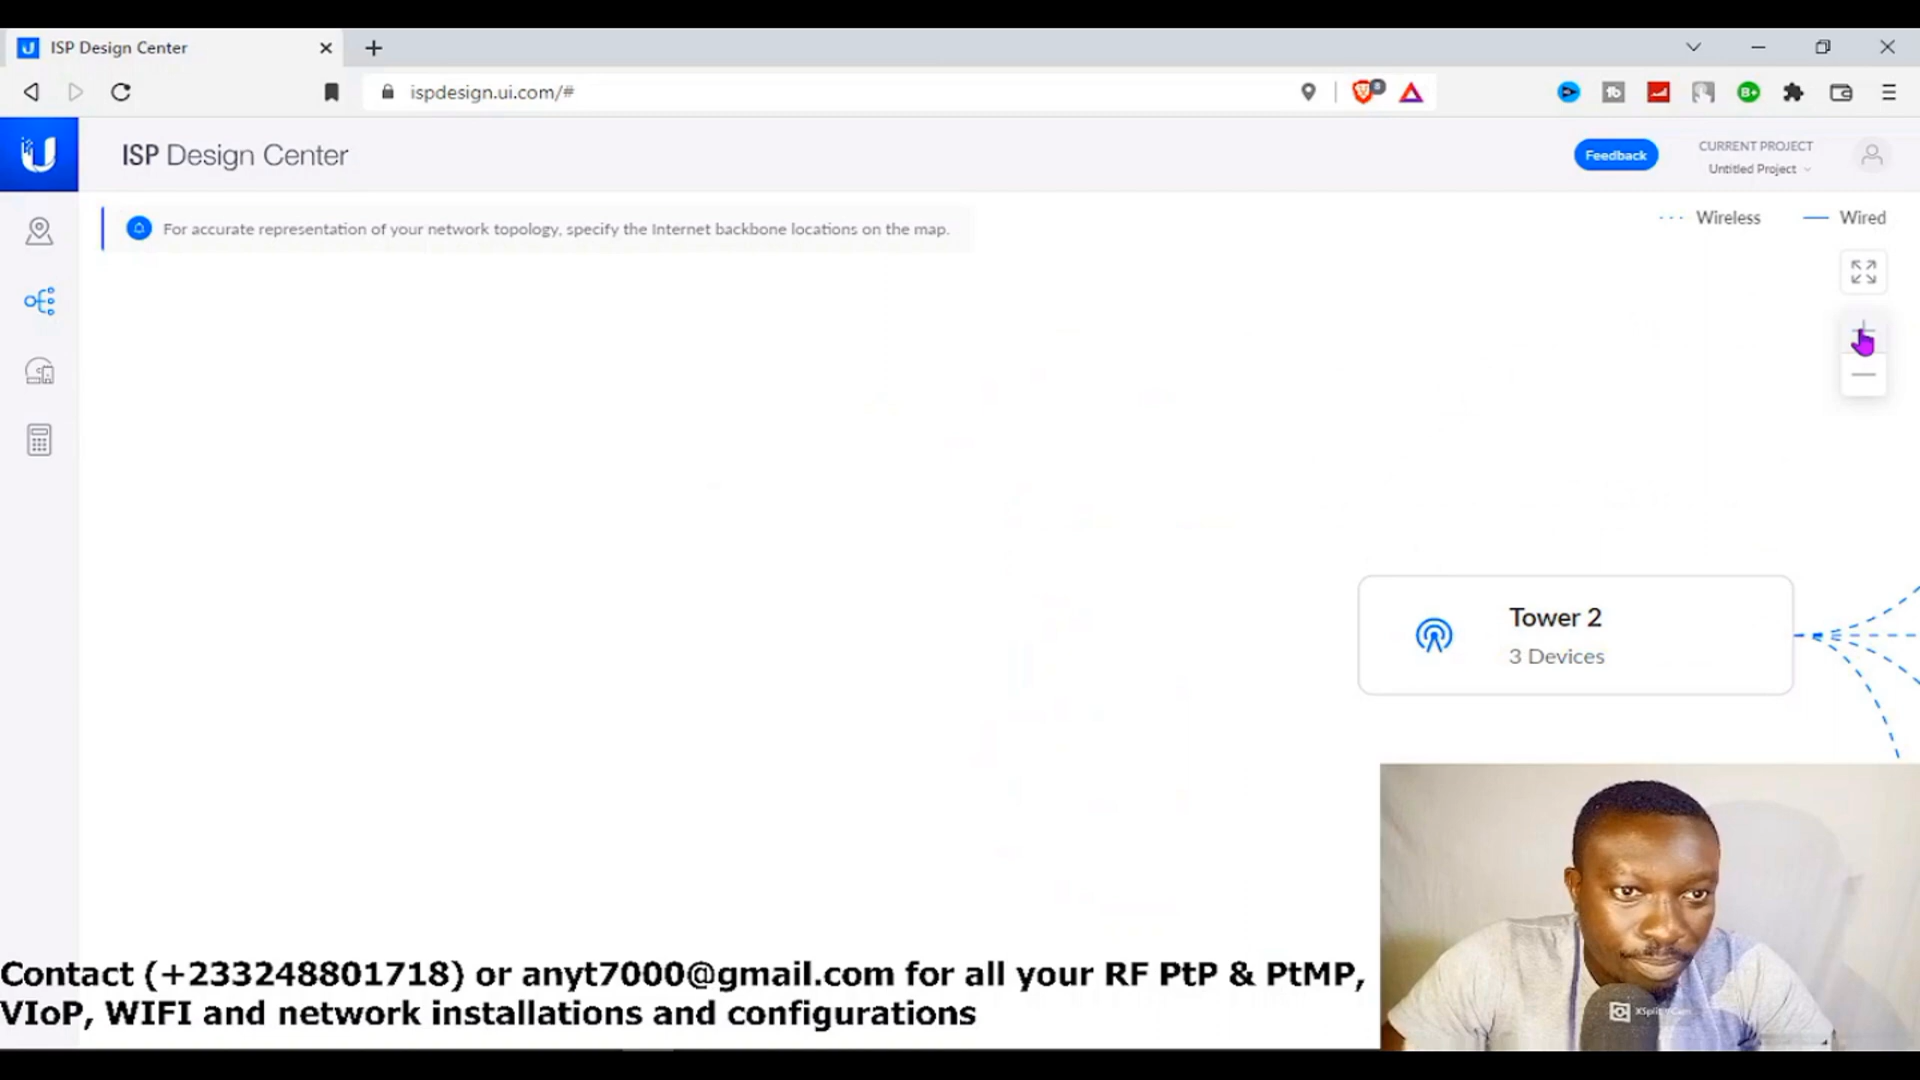 ISP Design Center
ispdesign.ui.com/#
ISP Design Center
Feedback
CURRENT PROJECT
Untitled Project
For accurate representation of your network topology, specify the Internet backbone locations on the map.
Wireless
Wired
Tower 2
3 Devices
Contact (+233248801718) or anyt7000@gmail.com for all your RF PtP & PtMP,
VIoP, WIFI and network installations and configurations